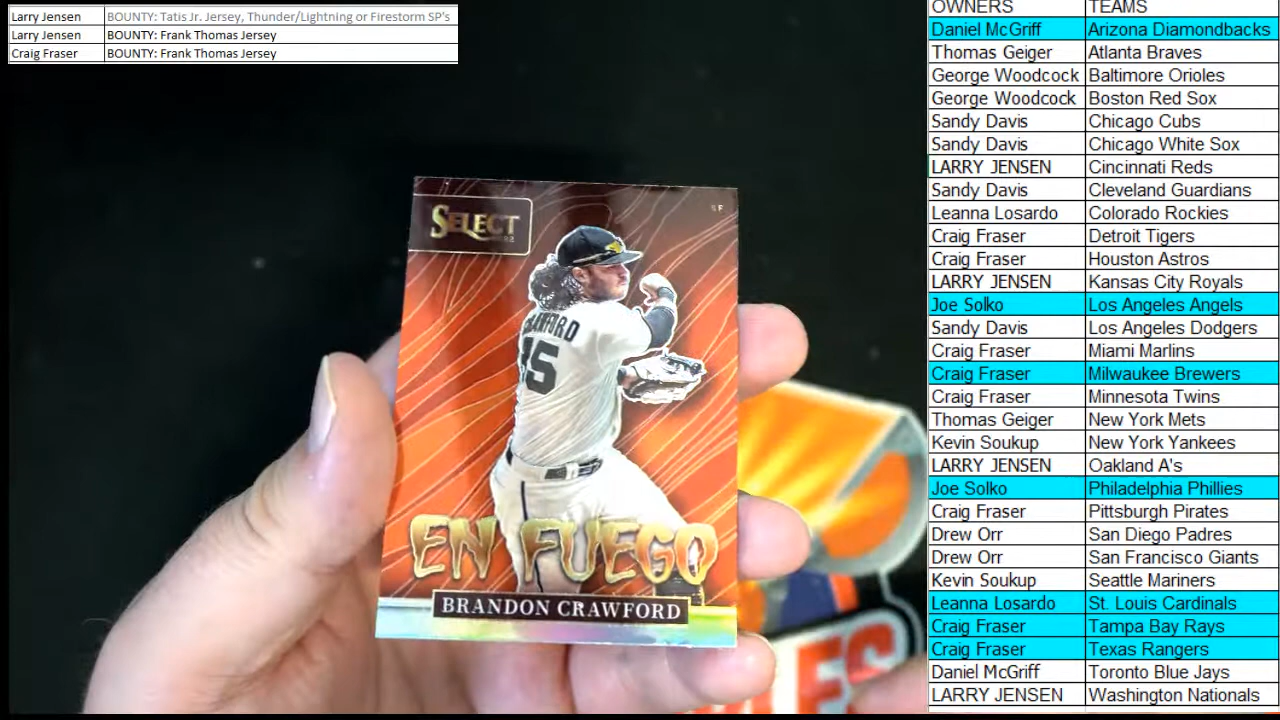 Larry Jensen BOUNTY: Tatis Jr. Jersey, Thunder/Lightning or Firestorm SP's
Larry Jensen BOUNTY: Frank Thomas Jersey
Craig Fraser BOUNTY: Frank Thomas Jersey
SELECT
SF
CRAWFORD
EN FUEGO
BRANDON CRAWFORD
OWNERS TEAMS
Daniel McGriff Arizona Diamondbacks
Thomas Geiger Atlanta Braves
George Woodcock Baltimore Orioles
George Woodcock Boston Red Sox
Sandy Davis Chicago Cubs
Sandy Davis Chicago White Sox
LARRY JENSEN Cincinnati Reds
Sandy Davis Cleveland Guardians
Leanna Losardo Colorado Rockies
Craig Fraser Detroit Tigers
Craig Fraser Houston Astros
LARRY JENSEN Kansas City Royals
Joe Solko Los Angeles Angels
Sandy Davis Los Angeles Dodgers
Craig Fraser Miami Marlins
Craig Fraser Milwaukee Brewers
Craig Fraser Minnesota Twins
Thomas Geiger New York Mets
Kevin Soukup New York Yankees
LARRY JENSEN Oakland A's
Joe Solko Philadelphia Phillies
Craig Fraser Pittsburgh Pirates
Drew Orr San Diego Padres
Drew Orr San Francisco Giants
Kevin Soukup Seattle Mariners
Leanna Losardo St. Louis Cardinals
Craig Fraser Tampa Bay Rays
Craig Fraser Texas Rangers
Daniel McGriff Toronto Blue Jays
LARRY JENSEN Washington Nationals